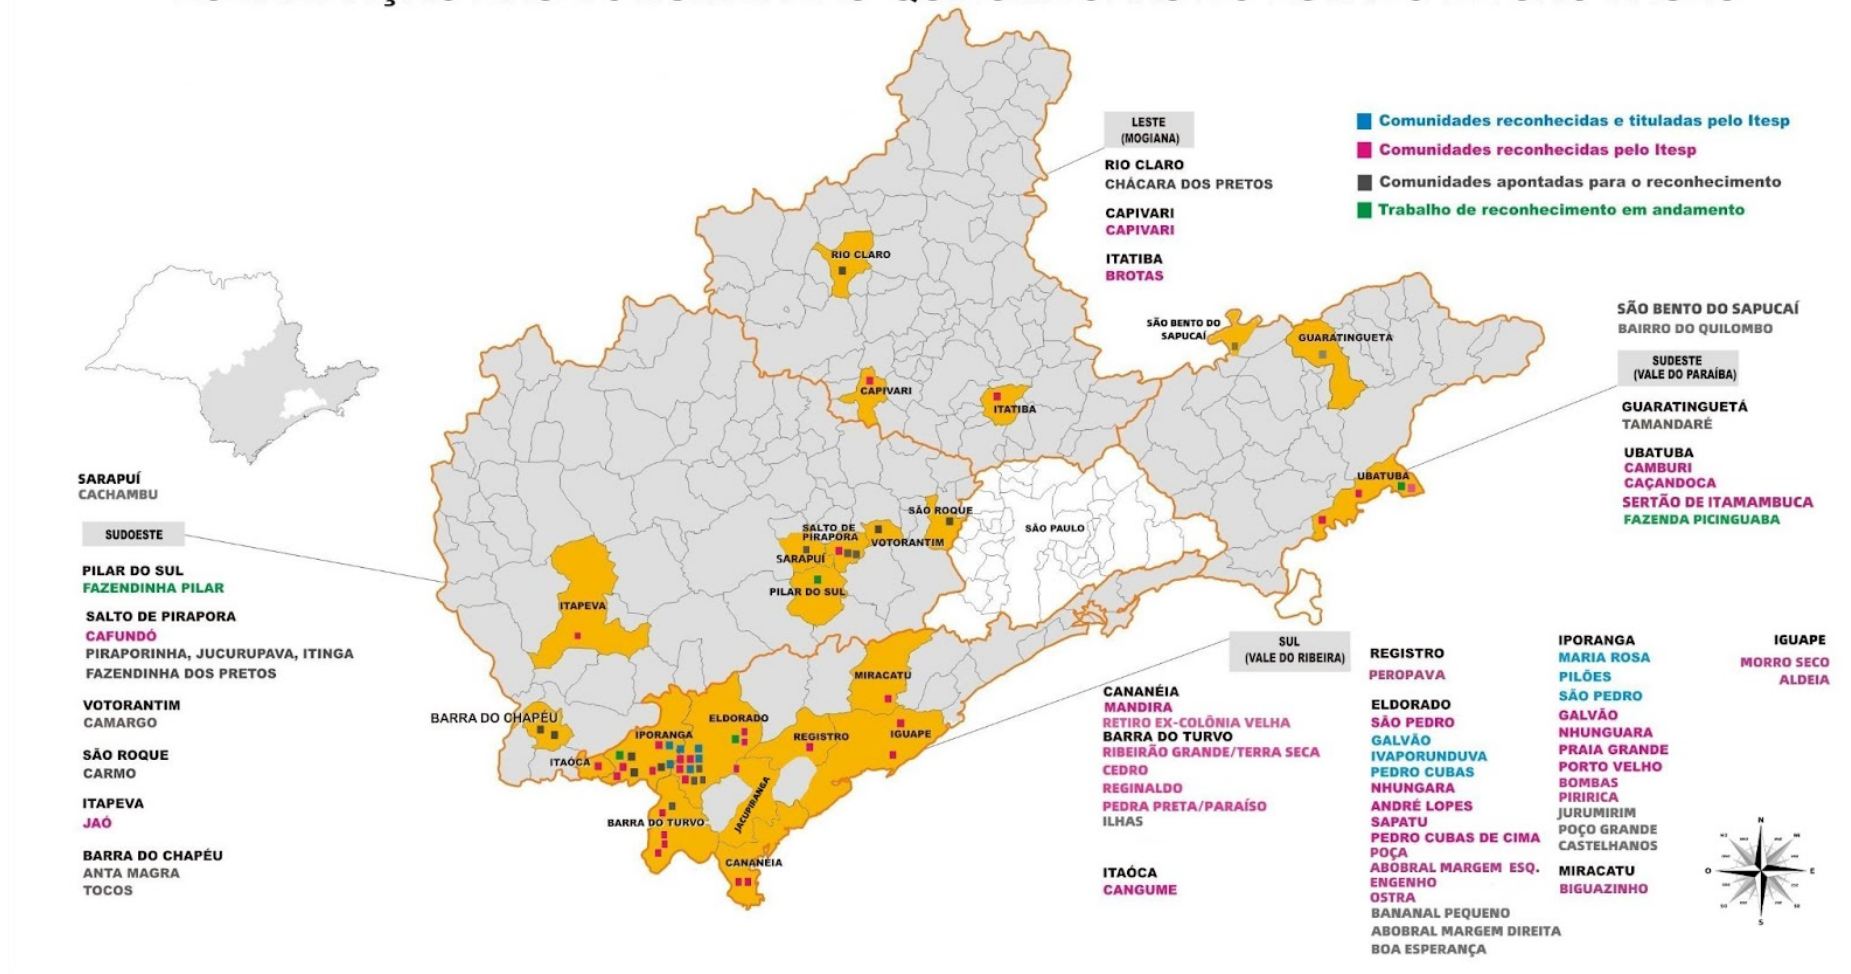 LESTE
(MOGIANA)
RIO CLARO
CHÁCARA DOS PRETOS
CAPIVARI
CAPIVARI
ITATIBA
BROTAS
Comunidades reconhecidas e tituladas pelo Itesp
Comunidades reconhecidas pelo Itesp
Comunidades apontadas para o reconhecimento
Trabalho de reconhecimento em andamento
RIO CLARO
CAPIVARI
ITATIBA
SÃO BENTO DO
SAPUCAÍ
GUARATINGUETÁ
UBATUBA
SÃO PAULO
SÃO ROQUE
SALTO DE
PIRAPORA
VOTORANTIM
SARAPUÍ
PILAR DO SUL
ITAPEVA
MIRACATU
BARRA DO CHAPÉU
ELDORADO
IPORANGA
REGISTRO
IGUAPE
ITAÓCA
JACUPIRANGA
BARRA DO TURVO
CANANÉIA
SÃO BENTO DO SAPUCAÍ
BAIRRO DO QUILOMBO
SUDESTE
(VALE DO PARAÍBA)
GUARATINGUETÁ
TAMANDARÉ
UBATUBA
CAMBURI
CAÇANDOCA
SERTÃO DE ITAMAMBUCA
FAZENDA PICINGUABA
SARAPUÍ
CACHAMBU
SUDOESTE
PILAR DO SUL
FAZENDINHA PILAR
SALTO DE PIRAPORA
CAFUNDÓ
PIRAPORINHA, JUCURUPAVA, ITINGA
FAZENDINHA DOS PRETOS
VOTORANTIM
CAMARGO
SÃO ROQUE
CARMO
ITAPEVA
JAÓ
BARRA DO CHAPÉU
ANTA MAGRA
TOCOS
SUL
(VALE DO RIBEIRA)
CANANÉIA
MANDIRA
RETIRO EX-COLÔNIA VELHA
BARRA DO TURVO
RIBEIRÃO GRANDE/TERRA SECA
CEDRO
REGINALDO
PEDRA PRETA/PARAÍSO
ILHAS
ITAÓCA
CANGUME
REGISTRO
PEROPAVA
ELDORADO
SÃO PEDRO
GALVÃO
IVAPORUNDUVA
PEDRO CUBAS
NHUNGARA
ANDRÉ LOPES
SAPATU
PEDRO CUBAS DE CIMA
POÇA
ABOBRAL MARGEM ESQ.
ENGENHO
OSTRA
BANANAL PEQUENO
ABOBRAL MARGEM DIREITA
BOA ESPERANÇA
IPORANGA
MARIA ROSA
PILÕES
SÃO PEDRO
GALVÃO
NHUNGUARA
PRAIA GRANDE
PORTO VELHO
BOMBAS
PIRIRICA
JURUMIRIM
POÇO GRANDE
CASTELHANOS
MIRACATU
BIGUAZINHO
IGUAPE
MORRO SECO
ALDEIA
N
O
E
S